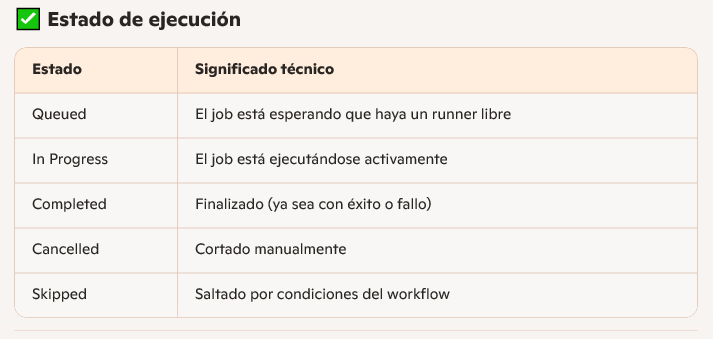 ✅ Estado de ejecución
Estado Significado técnico
Queued El job está esperando que haya un runner libre
In Progress El job está ejecutándose activamente
Completed Finalizado (ya sea con éxito o fallo)
Cancelled Cortado manualmente
Skipped Saltado por condiciones del workflow